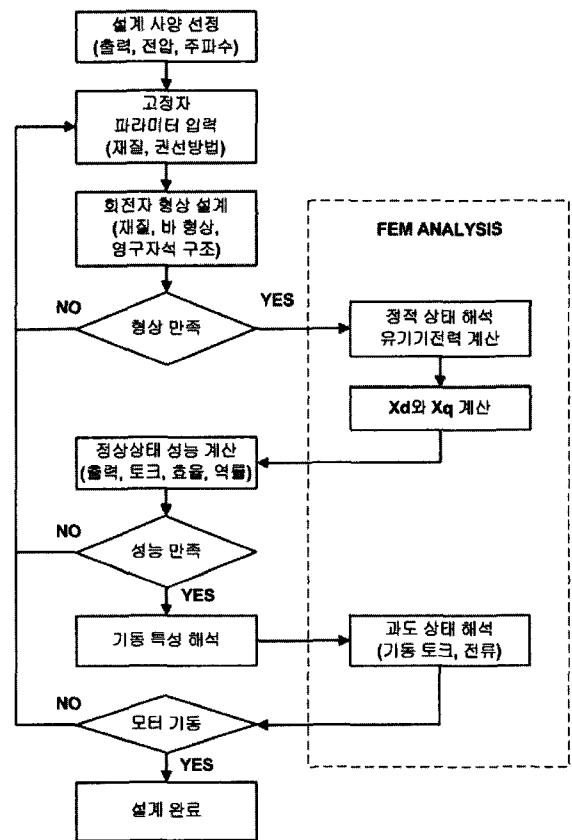 설계 사양 선정
(출력, 전압, 주파수)
고정자
파라미터 입력
(재질, 권선방법)
회전자 형상 설계
(재질, 바 형상,
영구자석 구조)
FEM ANALYSIS
NO
YES
형상 만족
정적 상태 해석
유기기전력 계산
Xd와 Xq 계산
정상상태 성능 계산
(출력, 토크, 효율, 역률)
NO
성능 만족
YES
기동 특성 해석
과도 상태 해석
(기동 토크, 전류)
NO
모터 기동
YES
설계 완료